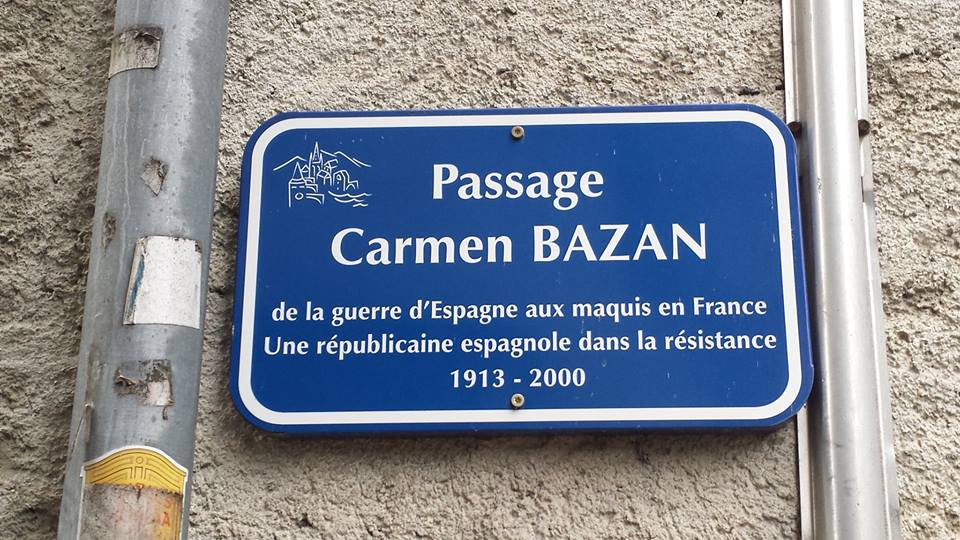 Passage
Carmen BAZAN
de la guerre d'Espagne aux maquis en France
Une républicaine espagnole dans la résistance
1913 - 2000